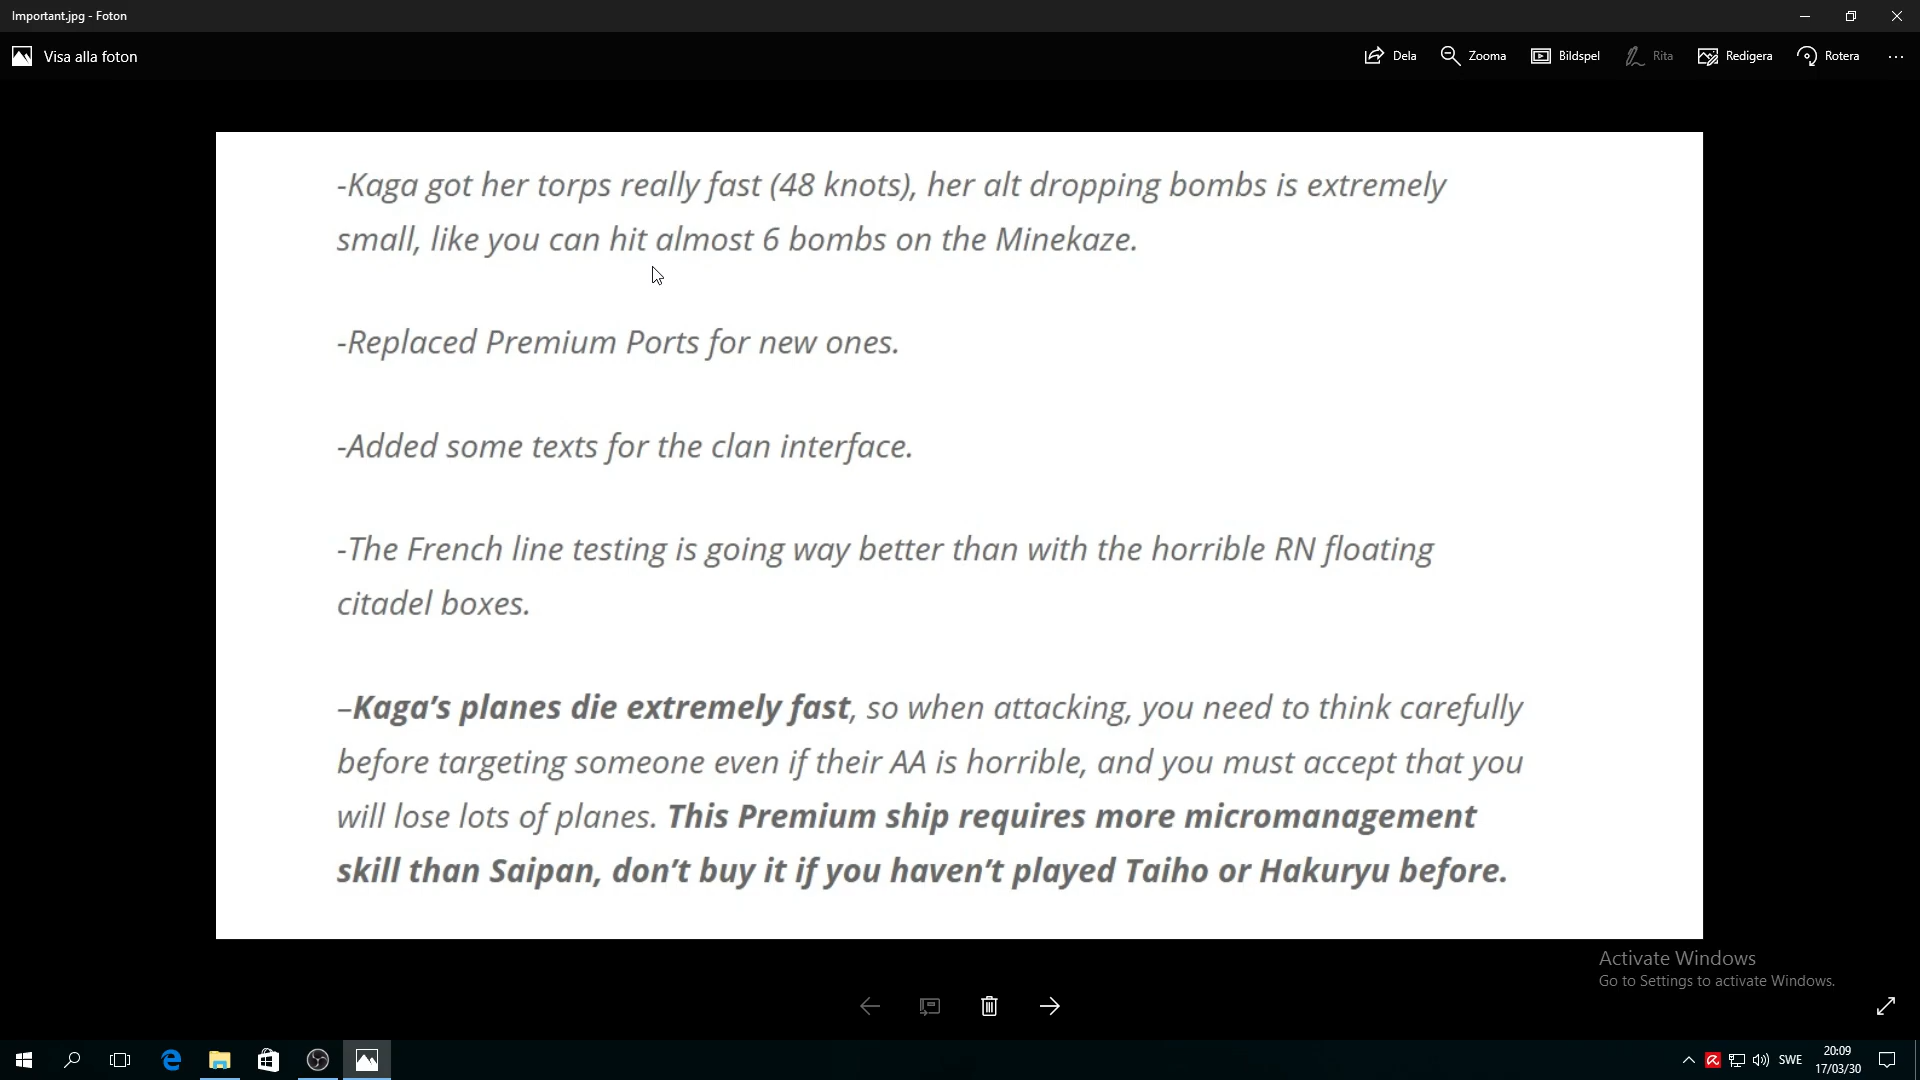 Important.jpg - Foton
Visa alla foton
Dela
Zooma
Bildspel
Rita
Redigera
Rotera
-Kaga got her torps really fast (48 knots), her alt dropping bombs is extremely
small, like you can hit almost 6 bombs on the Minekaze.
-Replaced Premium Ports for new ones.
-Added some texts for the clan interface.
-The French line testing is going way better than with the horrible RN floating
citadel boxes.
–Kaga’s planes die extremely fast, so when attacking, you need to think carefully
before targeting someone even if their AA is horrible, and you must accept that you
will lose lots of planes. This Premium ship requires more micromanagement
skill than Saipan, don’t buy it if you haven’t played Taiho or Hakuryu before.
Activate Windows
Go to Settings to activate Windows.
SWE
20:09
17/03/30